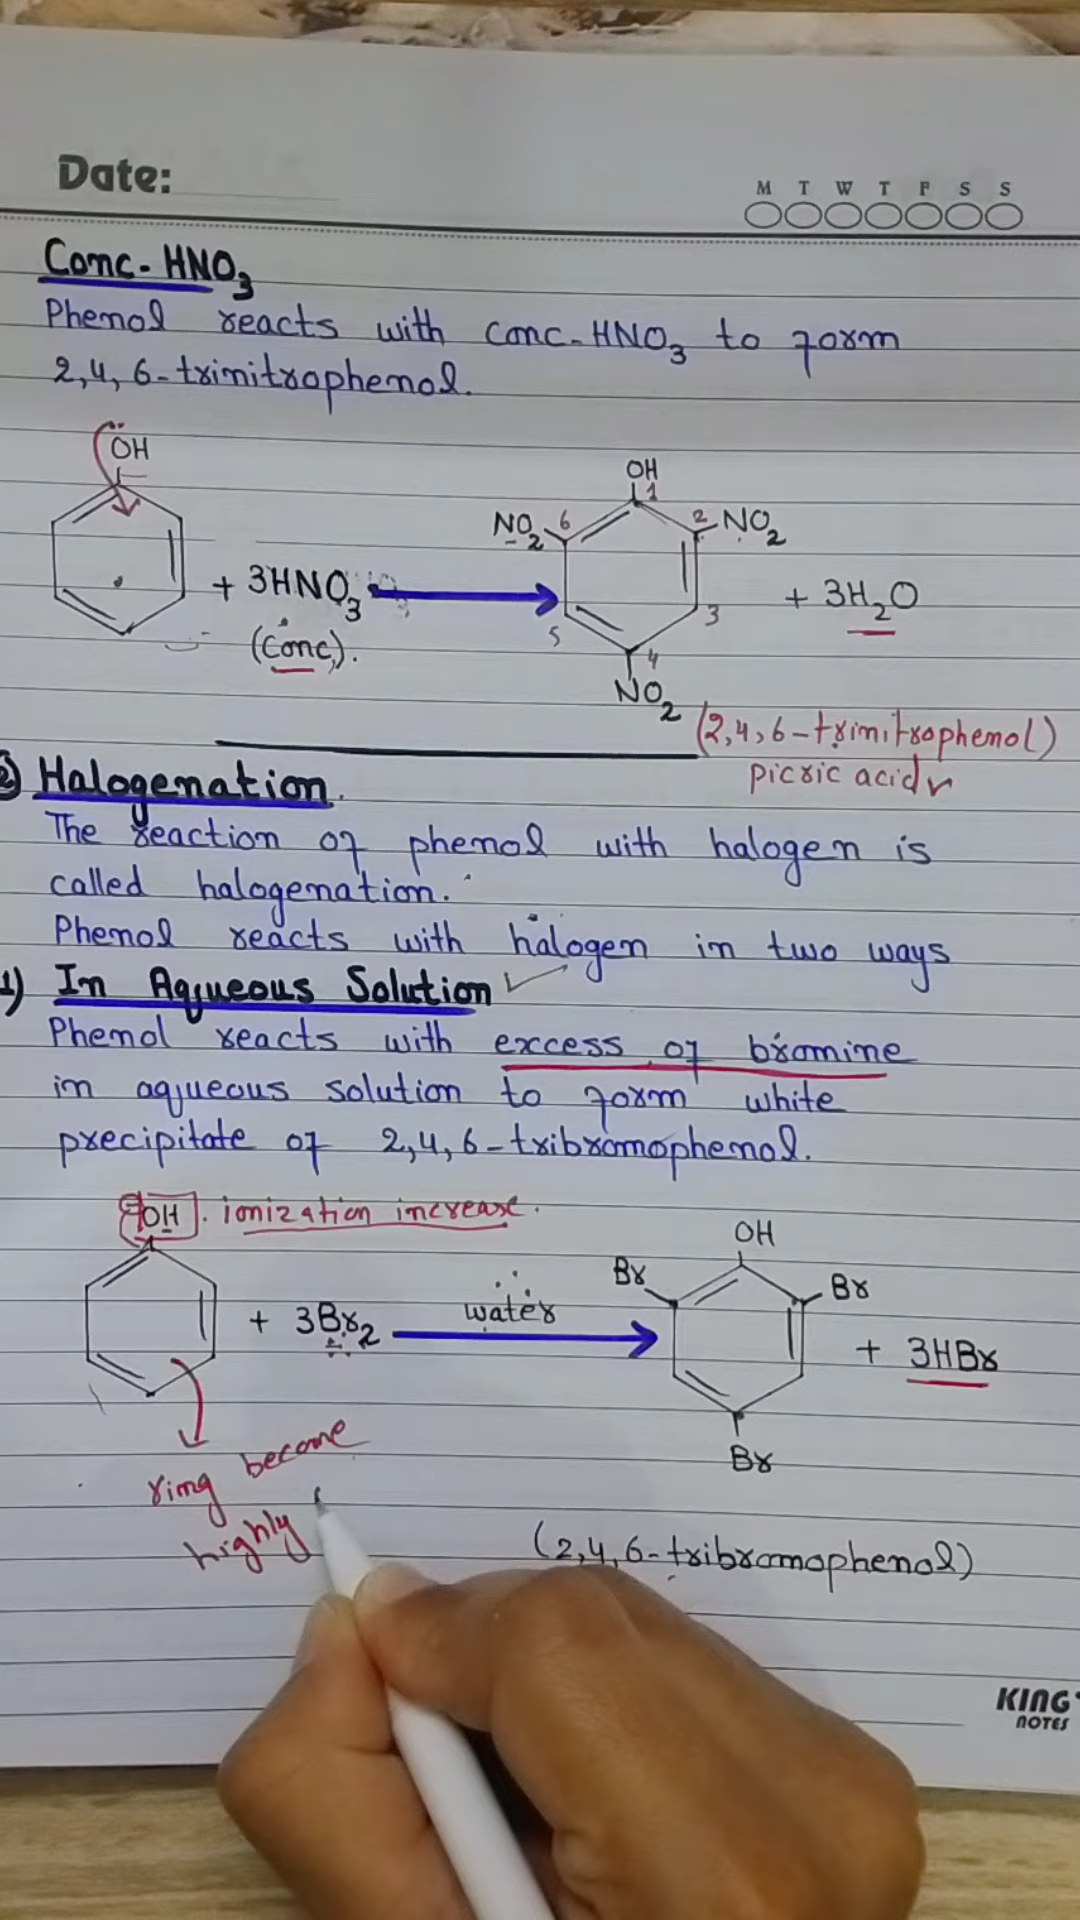 Date:
M T W T F S S
Conc-HNO3
Phenol reacts with conc-HNO3 to form
2,4,6-trinitrophenol.
OH
+ 3HNO3
(conc).
OH
1
NO2 6
2 NO2
5
3
4
NO2
+ 3H2O
(2,4,6-trinitrophenol)
picric acid
Halogenation.
The reaction of phenol with halogen is
called halogenation.
Phenol reacts with halogen in two ways
1) In Aqueous Solution
Phenol reacts with excess of bromine
in aqueous solution to form white
precipitate of 2,4,6-tribromophenol.
OH . ionization increase.
+ 3Br2
water
OH
Br
Br
Br
+ 3HBr
ring become
highly
(2,4,6-tribromophenol)
KING
NOTES